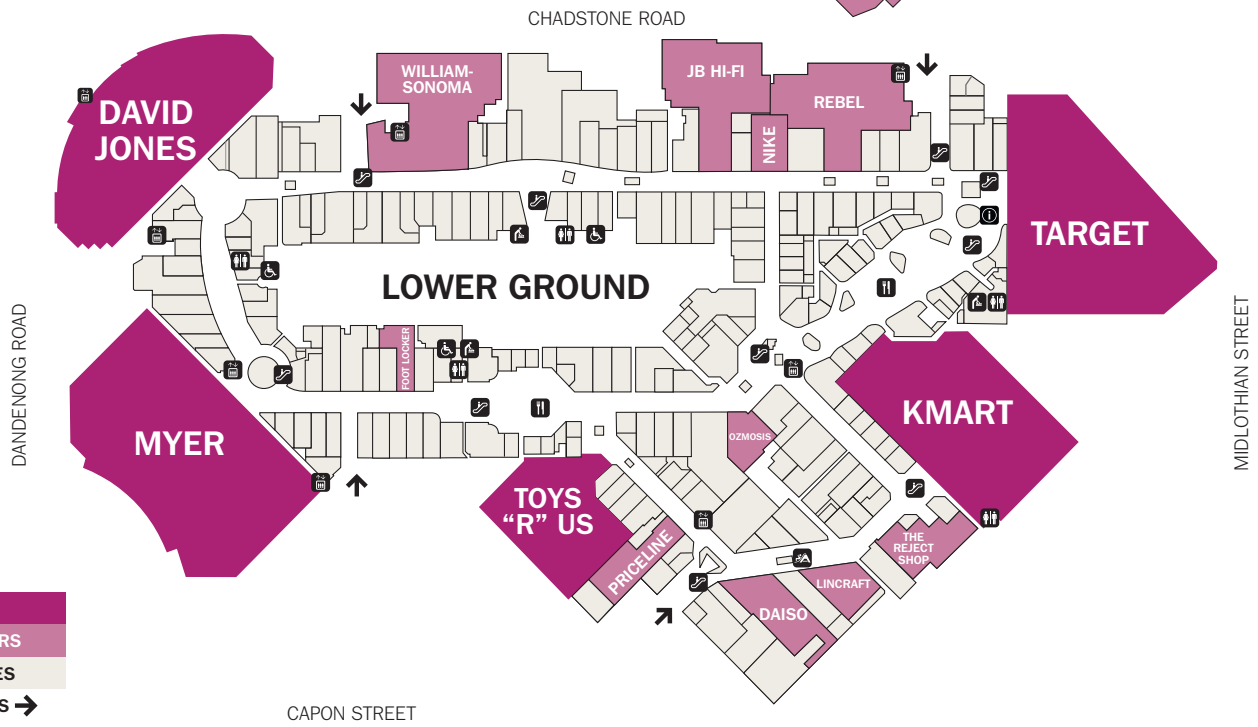 CHADSTONE ROAD
DAVID
JONES
WILLIAM-
SONOMA
JB HI-FI
REBEL
NIKE
TARGET
LOWER GROUND
DANDENONG ROAD
MIDLOTHIAN STREET
FOOT LOCKER
MYER
KMART
OZMOSIS
TOYS
“R” US
PRICELINE
THE
REJECT
SHOP
LINCRAFT
DAISO
RS
ES
S
CAPON STREET